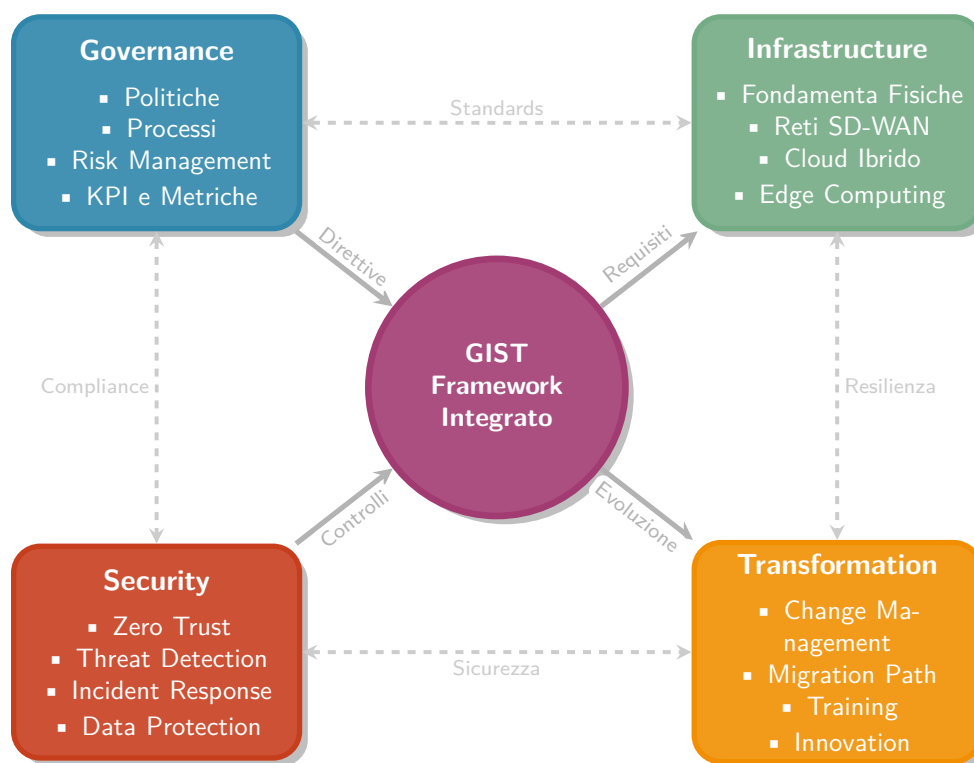 Governance
▪ Politiche
▪ Processi
▪ Risk Management
▪ KPI e Metriche
Standards
Infrastructure
▪ Fondamenta Fisiche
▪ Reti SD-WAN
▪ Cloud Ibrido
▪ Edge Computing
Direttive
Requisiti
GIST
Framework
Integrato
Compliance
Resilienza
Controlli
Evoluzione
Security
▪ Zero Trust
▪ Threat Detection
▪ Incident Response
▪ Data Protection
Sicurezza
Transformation
▪ Change Ma-
nagement
▪ Migration Path
▪ Training
▪ Innovation